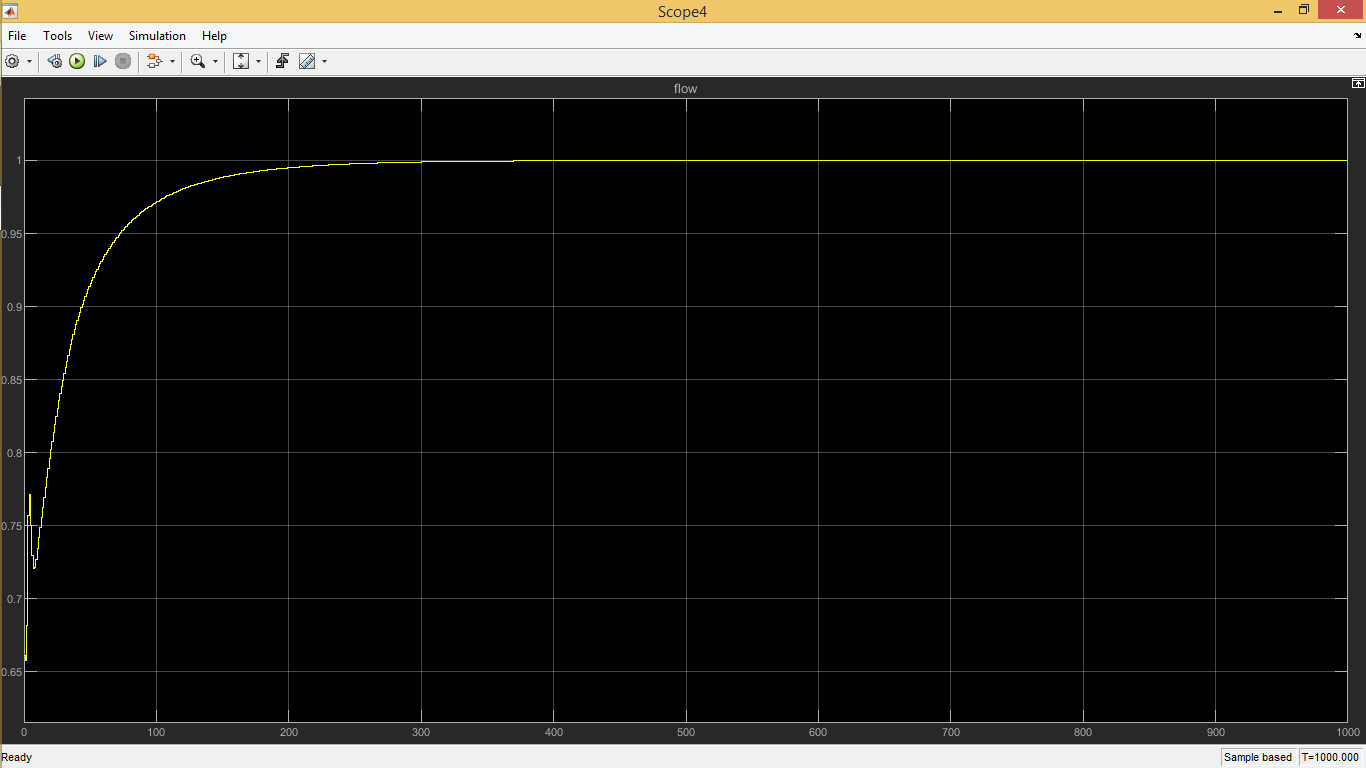 Scope4
File Tools View Simulation Help
flow
1
0.95
0.9
0.85
0.8
0.75
0.7
0.65
0 100 200 300 400 500 600 700 800 900 1000
Ready Sample based T=1000.000